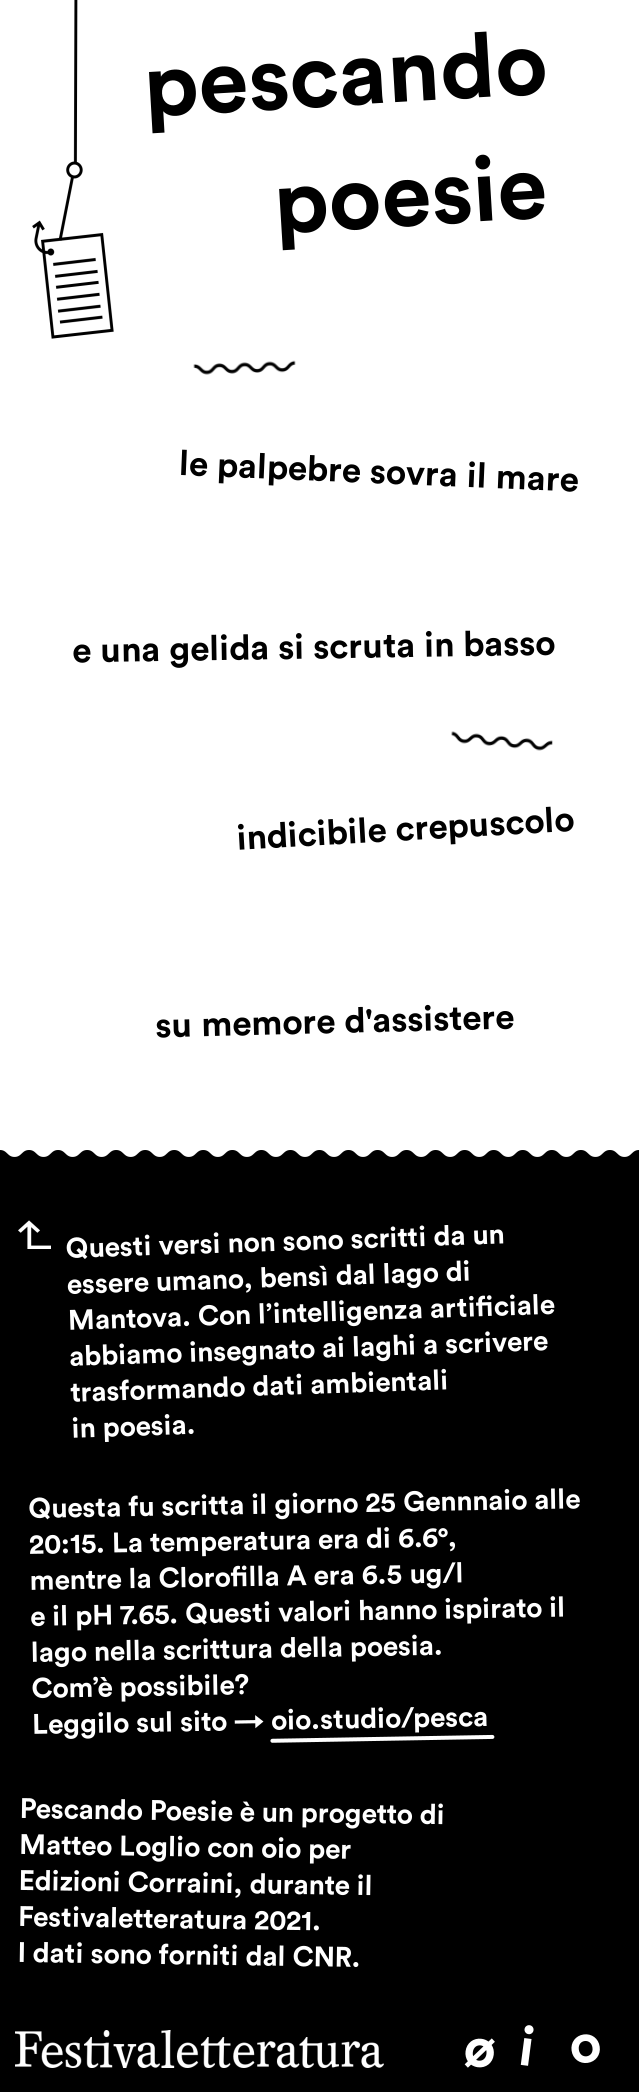 pescando
poesie
le palpebre sovra il mare
e una gelida si scruta in basso
indicibile crepuscolo
su memore d'assistere
Questi versi non sono scritti da un
essere umano, bensì dal lago di
Mantova. Con l'intelligenza artificiale
abbiamo insegnato ai laghi a scrivere
trasformando dati ambientali
in poesia.
Questa fu scritta il giorno 25 Gennnaio alle
20:15. La temperatura era di 6.6°,
mentre la Clorofilla A era 6.5 ug/l
e il pH 7.65. Questi valori hanno ispirato il
lago nella scrittura della poesia.
Com'è possibile?
Leggilo sul sito → oio.studio/pesca
Pescando Poesie è un progetto di
Matteo Loglio con oio per
Edizioni Corraini, durante il
Festivaletteratura 2021.
I dati sono forniti dal CNR.
Festivaletteratura ø i o